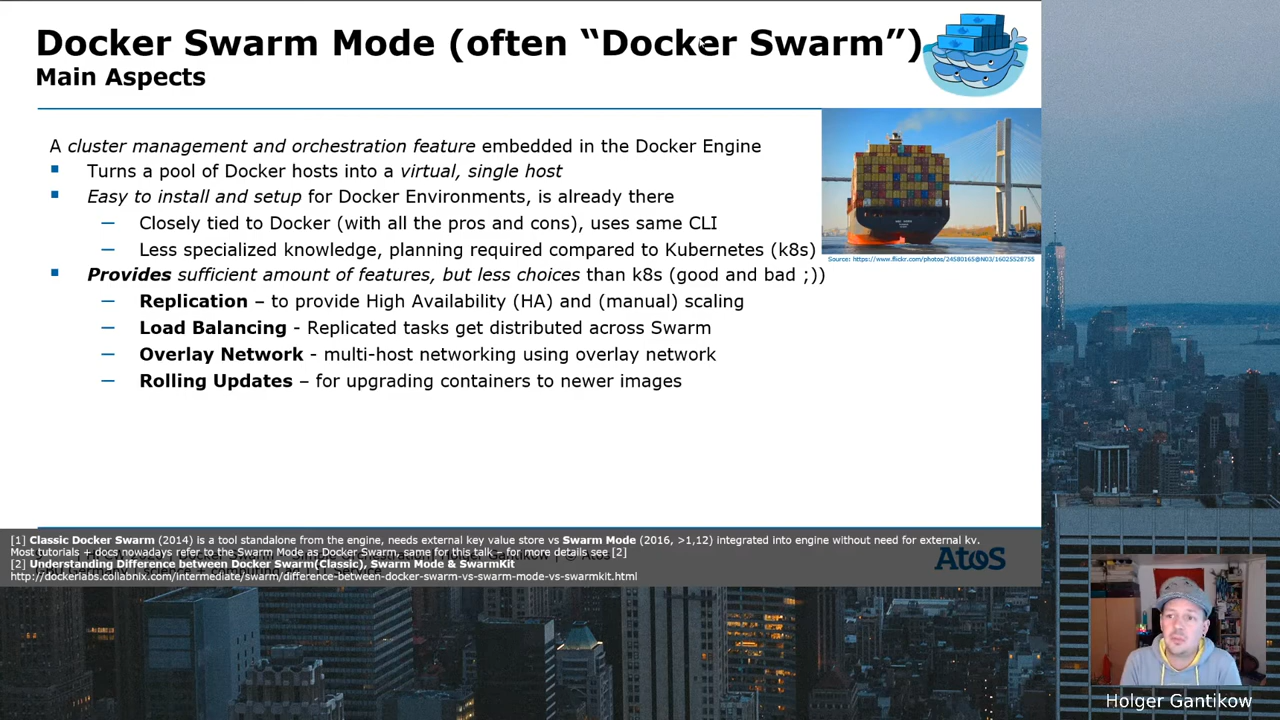 Docker Swarm Mode (often “Docker Swarm”)
Main Aspects
A cluster management and orchestration feature embedded in the Docker Engine
Turns a pool of Docker hosts into a virtual, single host
Easy to install and setup for Docker Environments, is already there
— Closely tied to Docker (with all the pros and cons), uses same CLI
— Less specialized knowledge, planning required compared to Kubernetes (k8s)
Source: https://www.flickr.com/photos/24580165@N03/16025528755
Provides sufficient amount of features, but less choices than k8s (good and bad ;))
— Replication – to provide High Availability (HA) and (manual) scaling
— Load Balancing - Replicated tasks get distributed across Swarm
— Overlay Network - multi-host networking using overlay network
— Rolling Updates – for upgrading containers to newer images
[1] Classic Docker Swarm (2014) is a tool standalone from the engine, needs external key value store vs Swarm Mode (2016, >1,12) integrated into engine without need for external kv.
Most tutorials + docs nowadays refer to the Swarm Mode as Docker Swarm, same for this talk – for more details see [2]
[2] Understanding Difference between Docker Swarm(Classic), Swarm Mode & SwarmKit
http://dockerlabs.collabnix.com/intermediate/swarm/difference-between-docker-swarm-vs-swarm-mode-vs-swarmkit.html
Atos
Holger Gantikow